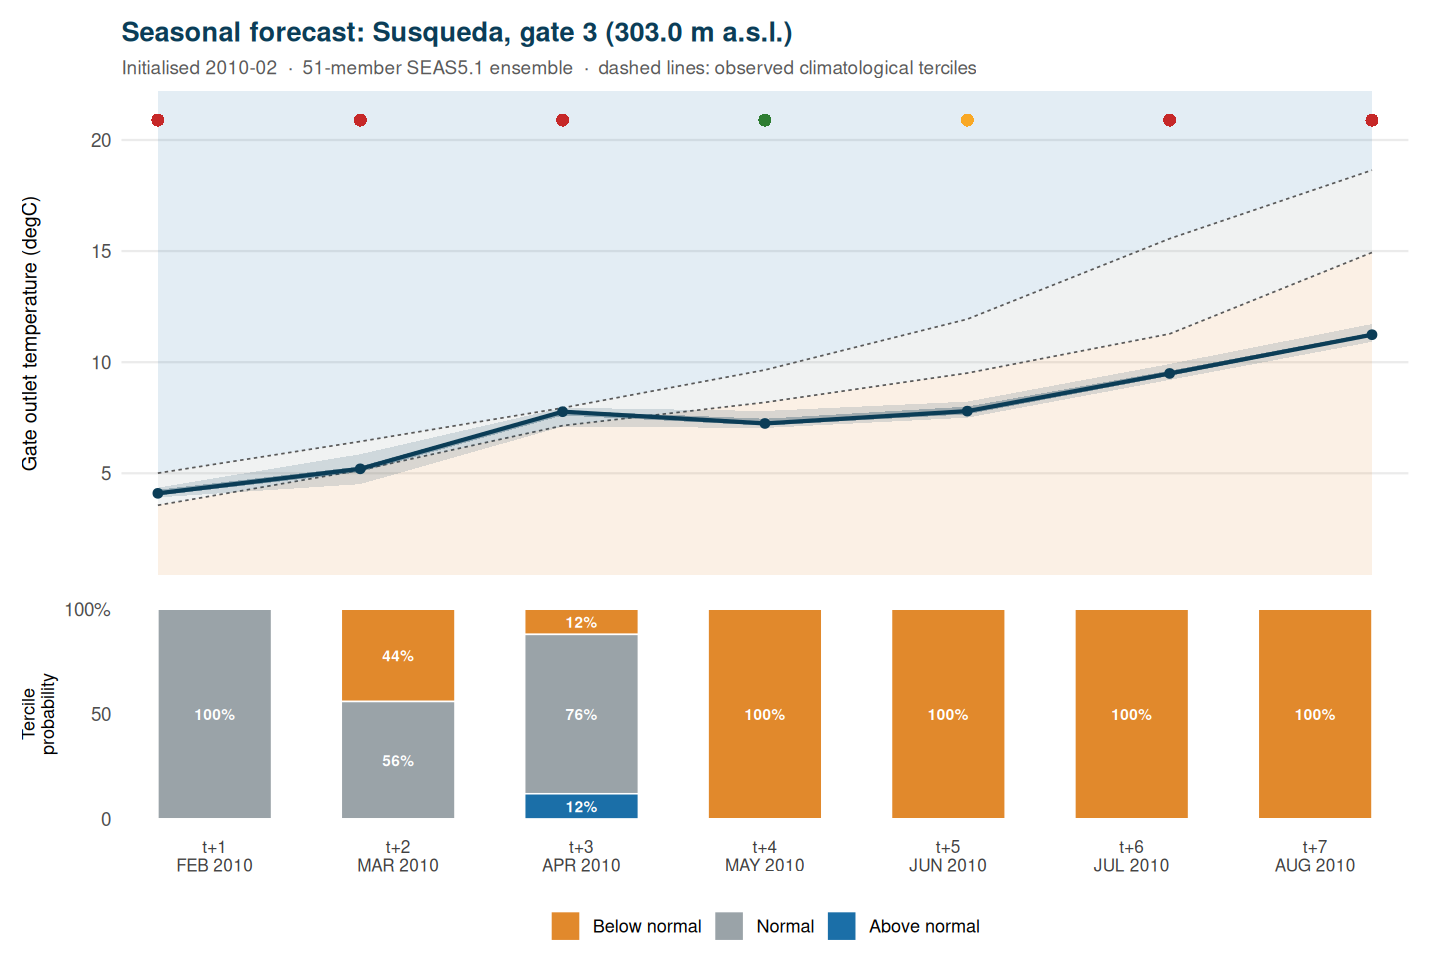 Seasonal forecast: Susqueda, gate 3 (303.0 m a.s.l.)
Initialised 2010-02 · 51-member SEAS5.1 ensemble · dashed lines: observed climatological terciles
Gate outlet temperature (degC)
20
15
10
5
Tercile
probability
100%
50
0
100%
44%
56%
12%
76%
12%
100%
100%
100%
100%
t+1
FEB 2010
t+2
MAR 2010
t+3
APR 2010
t+4
MAY 2010
t+5
JUN 2010
t+6
JUL 2010
t+7
AUG 2010
Below normal
Normal
Above normal